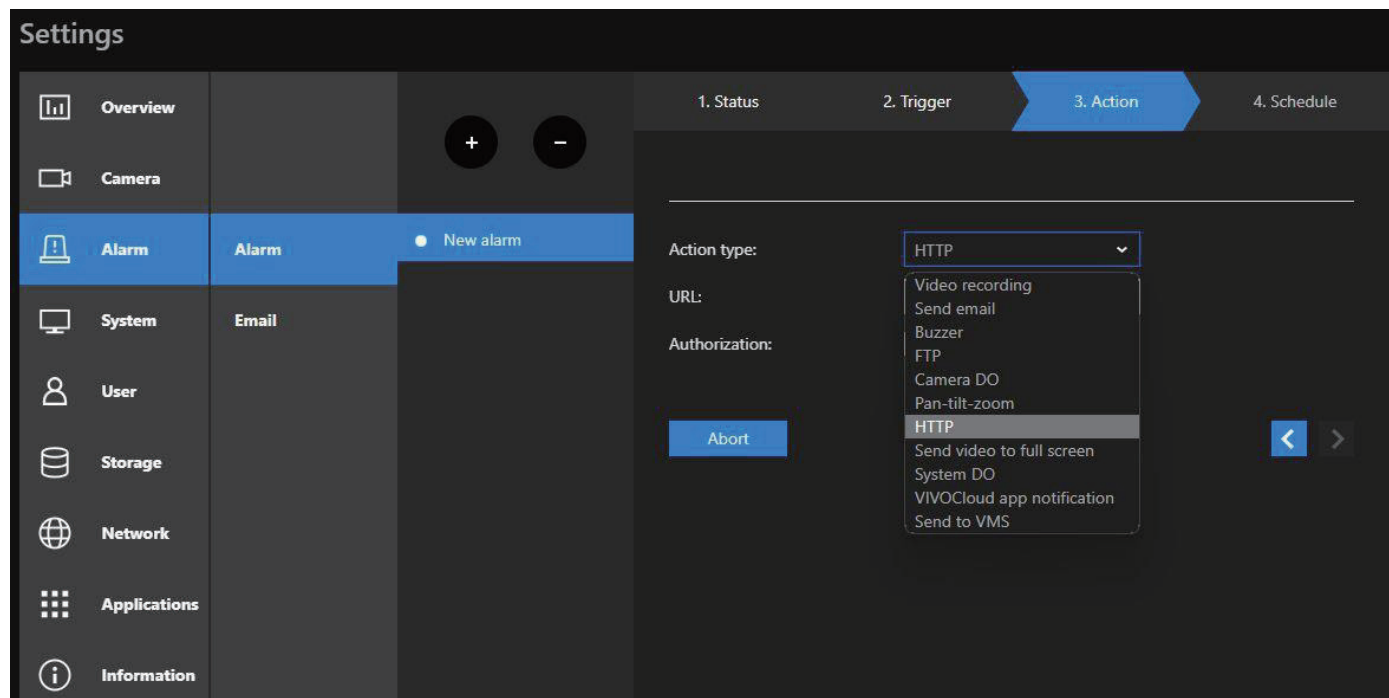 Settings
Overview
Camera
Alarm
System
User
Storage
Network
Applications
Information
Alarm
Email
+ -
New alarm
1. Status 2. Trigger 3. Action 4. Schedule
Action type: HTTP
URL:
Authorization:
Video recording
Send email
Buzzer
FTP
Camera DO
Pan-tilt-zoom
HTTP
Send video to full screen
System DO
VIVOCloud app notification
Send to VMS
Abort
< >